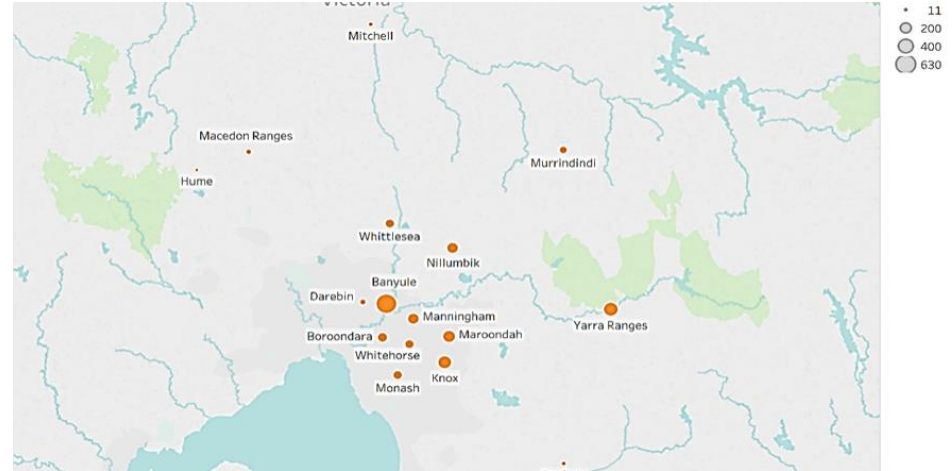 Victoria
Mitchell
11
200
400
630
Macedon Ranges
Murrindindi
Hume
Whittlesea
Nillumbik
Banyule
Darebin
Manningham
Yarra Ranges
Boroondara
Maroondah
Whitehorse
Knox
Monash